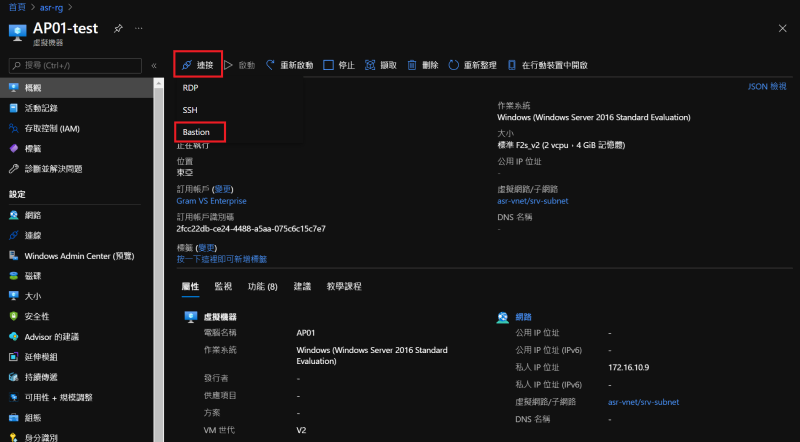 首頁 > asr-rg >
AP01-test
虛擬機器
搜尋 (Ctrl+/)
連接
啟動
重新啟動
停止
擷取
刪除
重新整理
在行動裝置中開啟
RDP
SSH
Bastion
JSON 檢視
概觀
活動記錄
存取控制 (IAM)
標籤
診斷並解決問題
設定
網路
連線
Windows Admin Center (預覽)
磁碟
大小
安全性
Advisor 的建議
延伸模組
持續傳遞
可用性 + 規模調整
組態
身分識別
正在執行
位置
東亞
訂用帳戶 (變更)
Gram VS Enterprise
訂用帳戶識別碼
2fcc22db-ce24-4488-a5aa-075c6c15c7e7
標籤 (變更)
按一下這裡即可新增標籤
作業系統
Windows (Windows Server 2016 Standard Evaluation)
大小
標準 F2s_v2 (2 vcpu，4 GiB 記憶體)
公用 IP 位址
-
虛擬網路/子網路
asr-vnet/srv-subnet
DNS 名稱
-
屬性 監視 功能 (8) 建議 教學課程
虛擬機器
電腦名稱 AP01
作業系統 Windows (Windows Server 2016 Standard
Evaluation)
發行者 -
供應項目 -
方案 -
VM 世代 V2
網路
公用 IP 位址 -
公用 IP 位址 (IPv6) -
私人 IP 位址 172.16.10.9
私人 IP 位址 (IPv6) -
虛擬網路/子網路 asr-vnet/srv-subnet
DNS 名稱 -